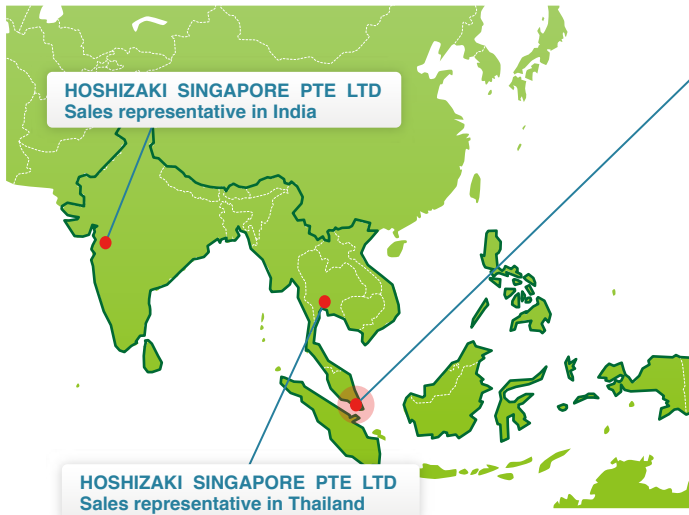 HOSHIZAKI SINGAPORE PTE LTD
Sales representative in India
HOSHIZAKI SINGAPORE PTE LTD
Sales representative in Thailand